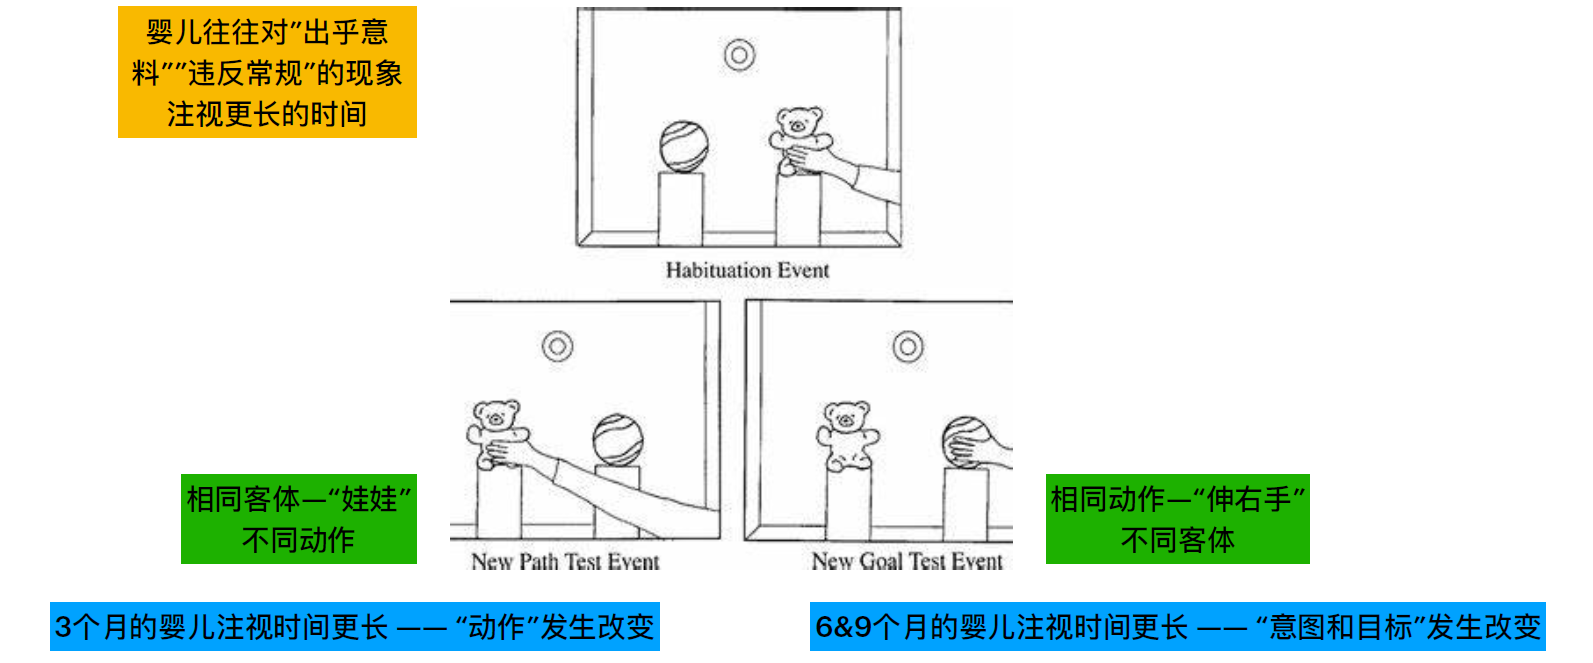 婴儿往往对"出乎意
料""违反常规"的现象
注视更长的时间
Habituation Event
相同客体—“娃娃”
不同动作
相同动作—“伸右手”
不同客体
New Path Test Event
New Goal Test Event
3个月的婴儿注视时间更长 —— “动作”发生改变
6&9个月的婴儿注视时间更长 —— “意图和目标”发生改变